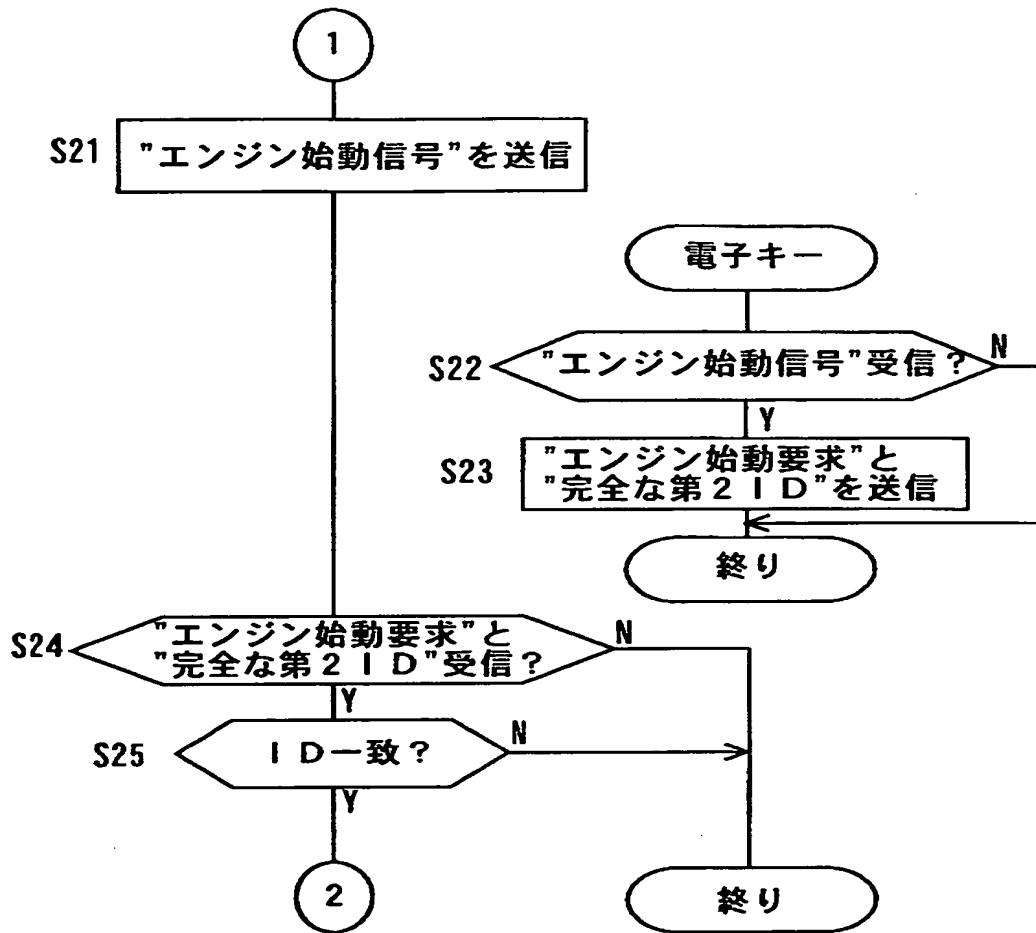 1
S21
"エンジン始動信号"を送信
電子キー
S22
"エンジン始動信号"受信?
N
Y
S23
"エンジン始動要求"と
"完全な第2ID"を送信
終り
S24
"エンジン始動要求"と
"完全な第2ID"受信?
N
Y
S25
ID一致?
N
Y
2
終り